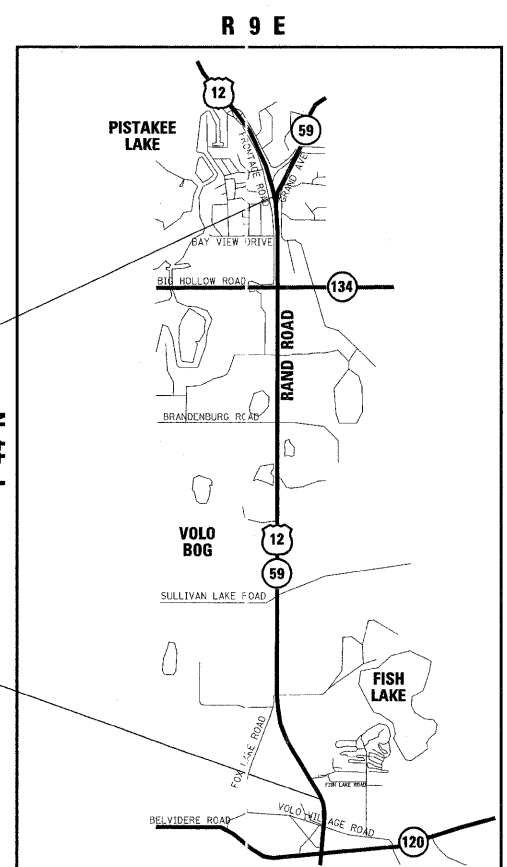 R 9 E
12
59
PISTAKEE
LAKE
FRONTAGE ROAD
GRAND AVE
BAY VIEW DRIVE
BIG HOLLOW ROAD
134
RAND ROAD
BRANDENBURG ROAD
VOLO
BOG
12
59
SULLIVAN LAKE ROAD
FISH
LAKE
FOX LAKE ROAD
FISH LAKE ROAD
VOLO VILLAGE ROAD
BELVIDERE ROAD
120